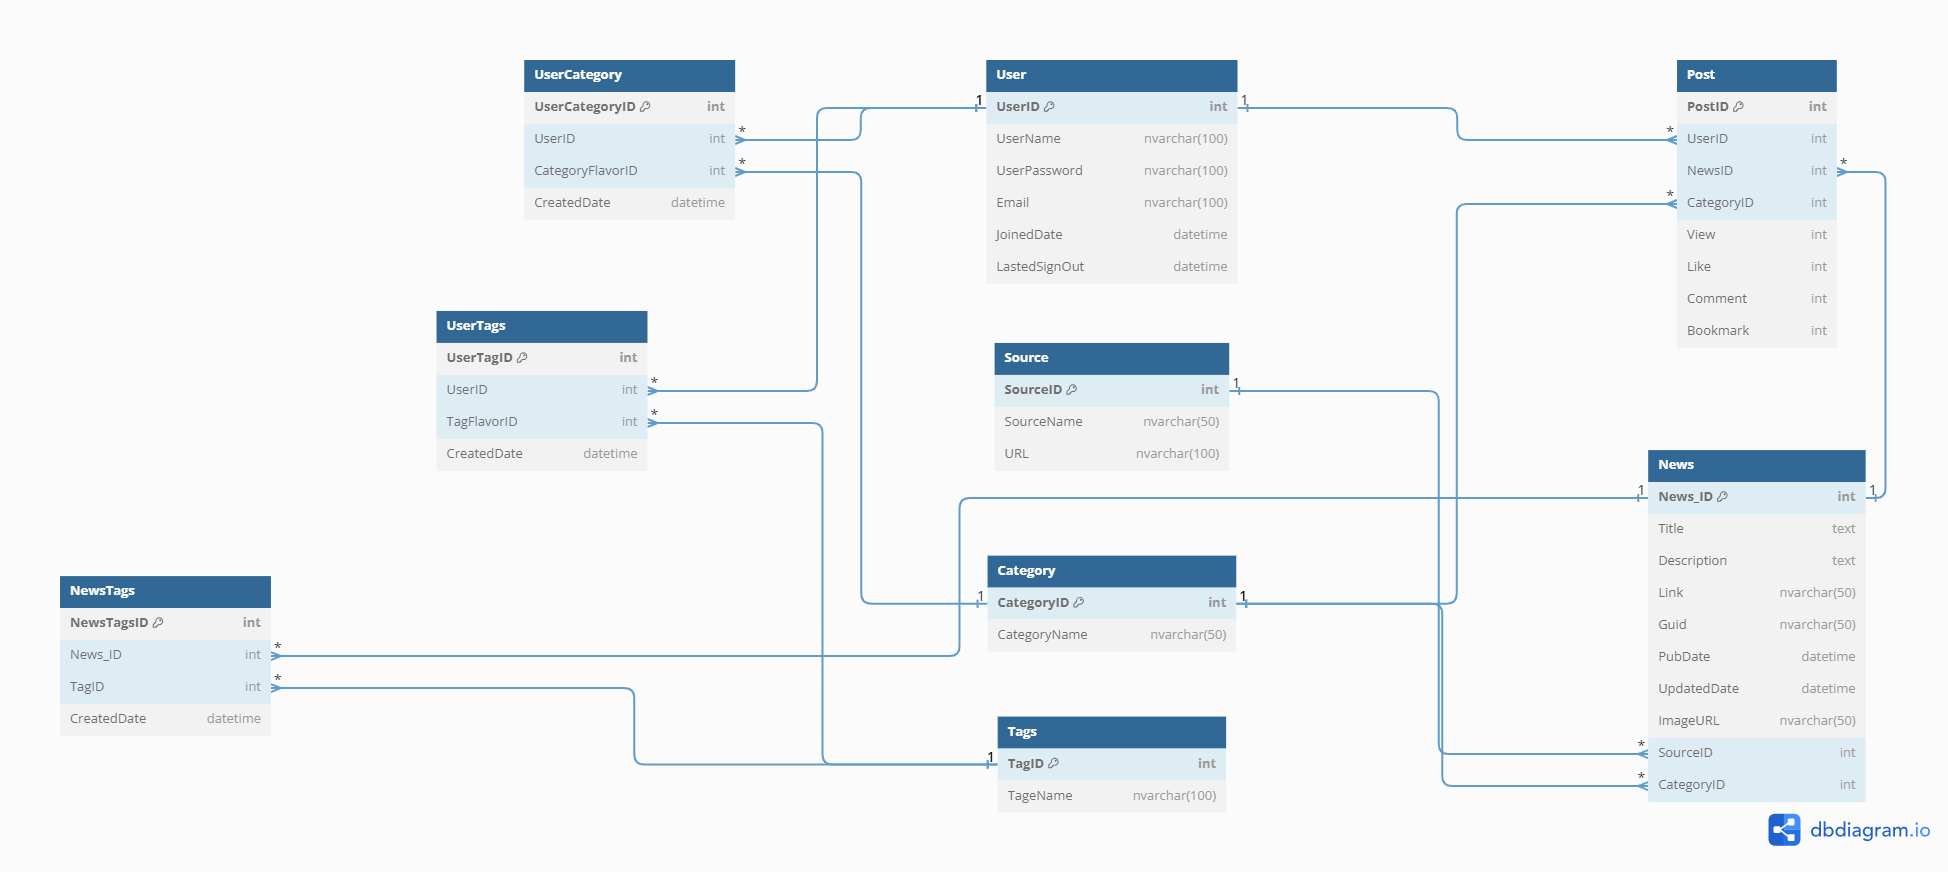 UserCategory
UserCategoryID int
UserID int
CategoryFlavorID int
CreatedDate datetime
User
UserID int
UserName nvarchar(100)
UserPassword nvarchar(100)
Email nvarchar(100)
JoinedDate datetime
LastedSignOut datetime
Post
PostID int
UserID int
NewsID int
CategoryID int
View int
Like int
Comment int
Bookmark int
UserTags
UserTagID int
UserID int
TagFlavorID int
CreatedDate datetime
Source
SourceID int
SourceName nvarchar(50)
URL nvarchar(100)
News
News_ID int
Title text
Description text
Link nvarchar(50)
Guid nvarchar(50)
PubDate datetime
UpdatedDate datetime
ImageURL nvarchar(50)
SourceID int
CategoryID int
NewsTags
NewsTagsID int
News_ID int
TagID int
CreatedDate datetime
Category
CategoryID int
CategoryName nvarchar(50)
Tags
TagID int
TageName nvarchar(100)
1
1
1
1
1
1
1
1
1
*
*
*
*
*
*
*
*
*
*
*
dbdiagram.io